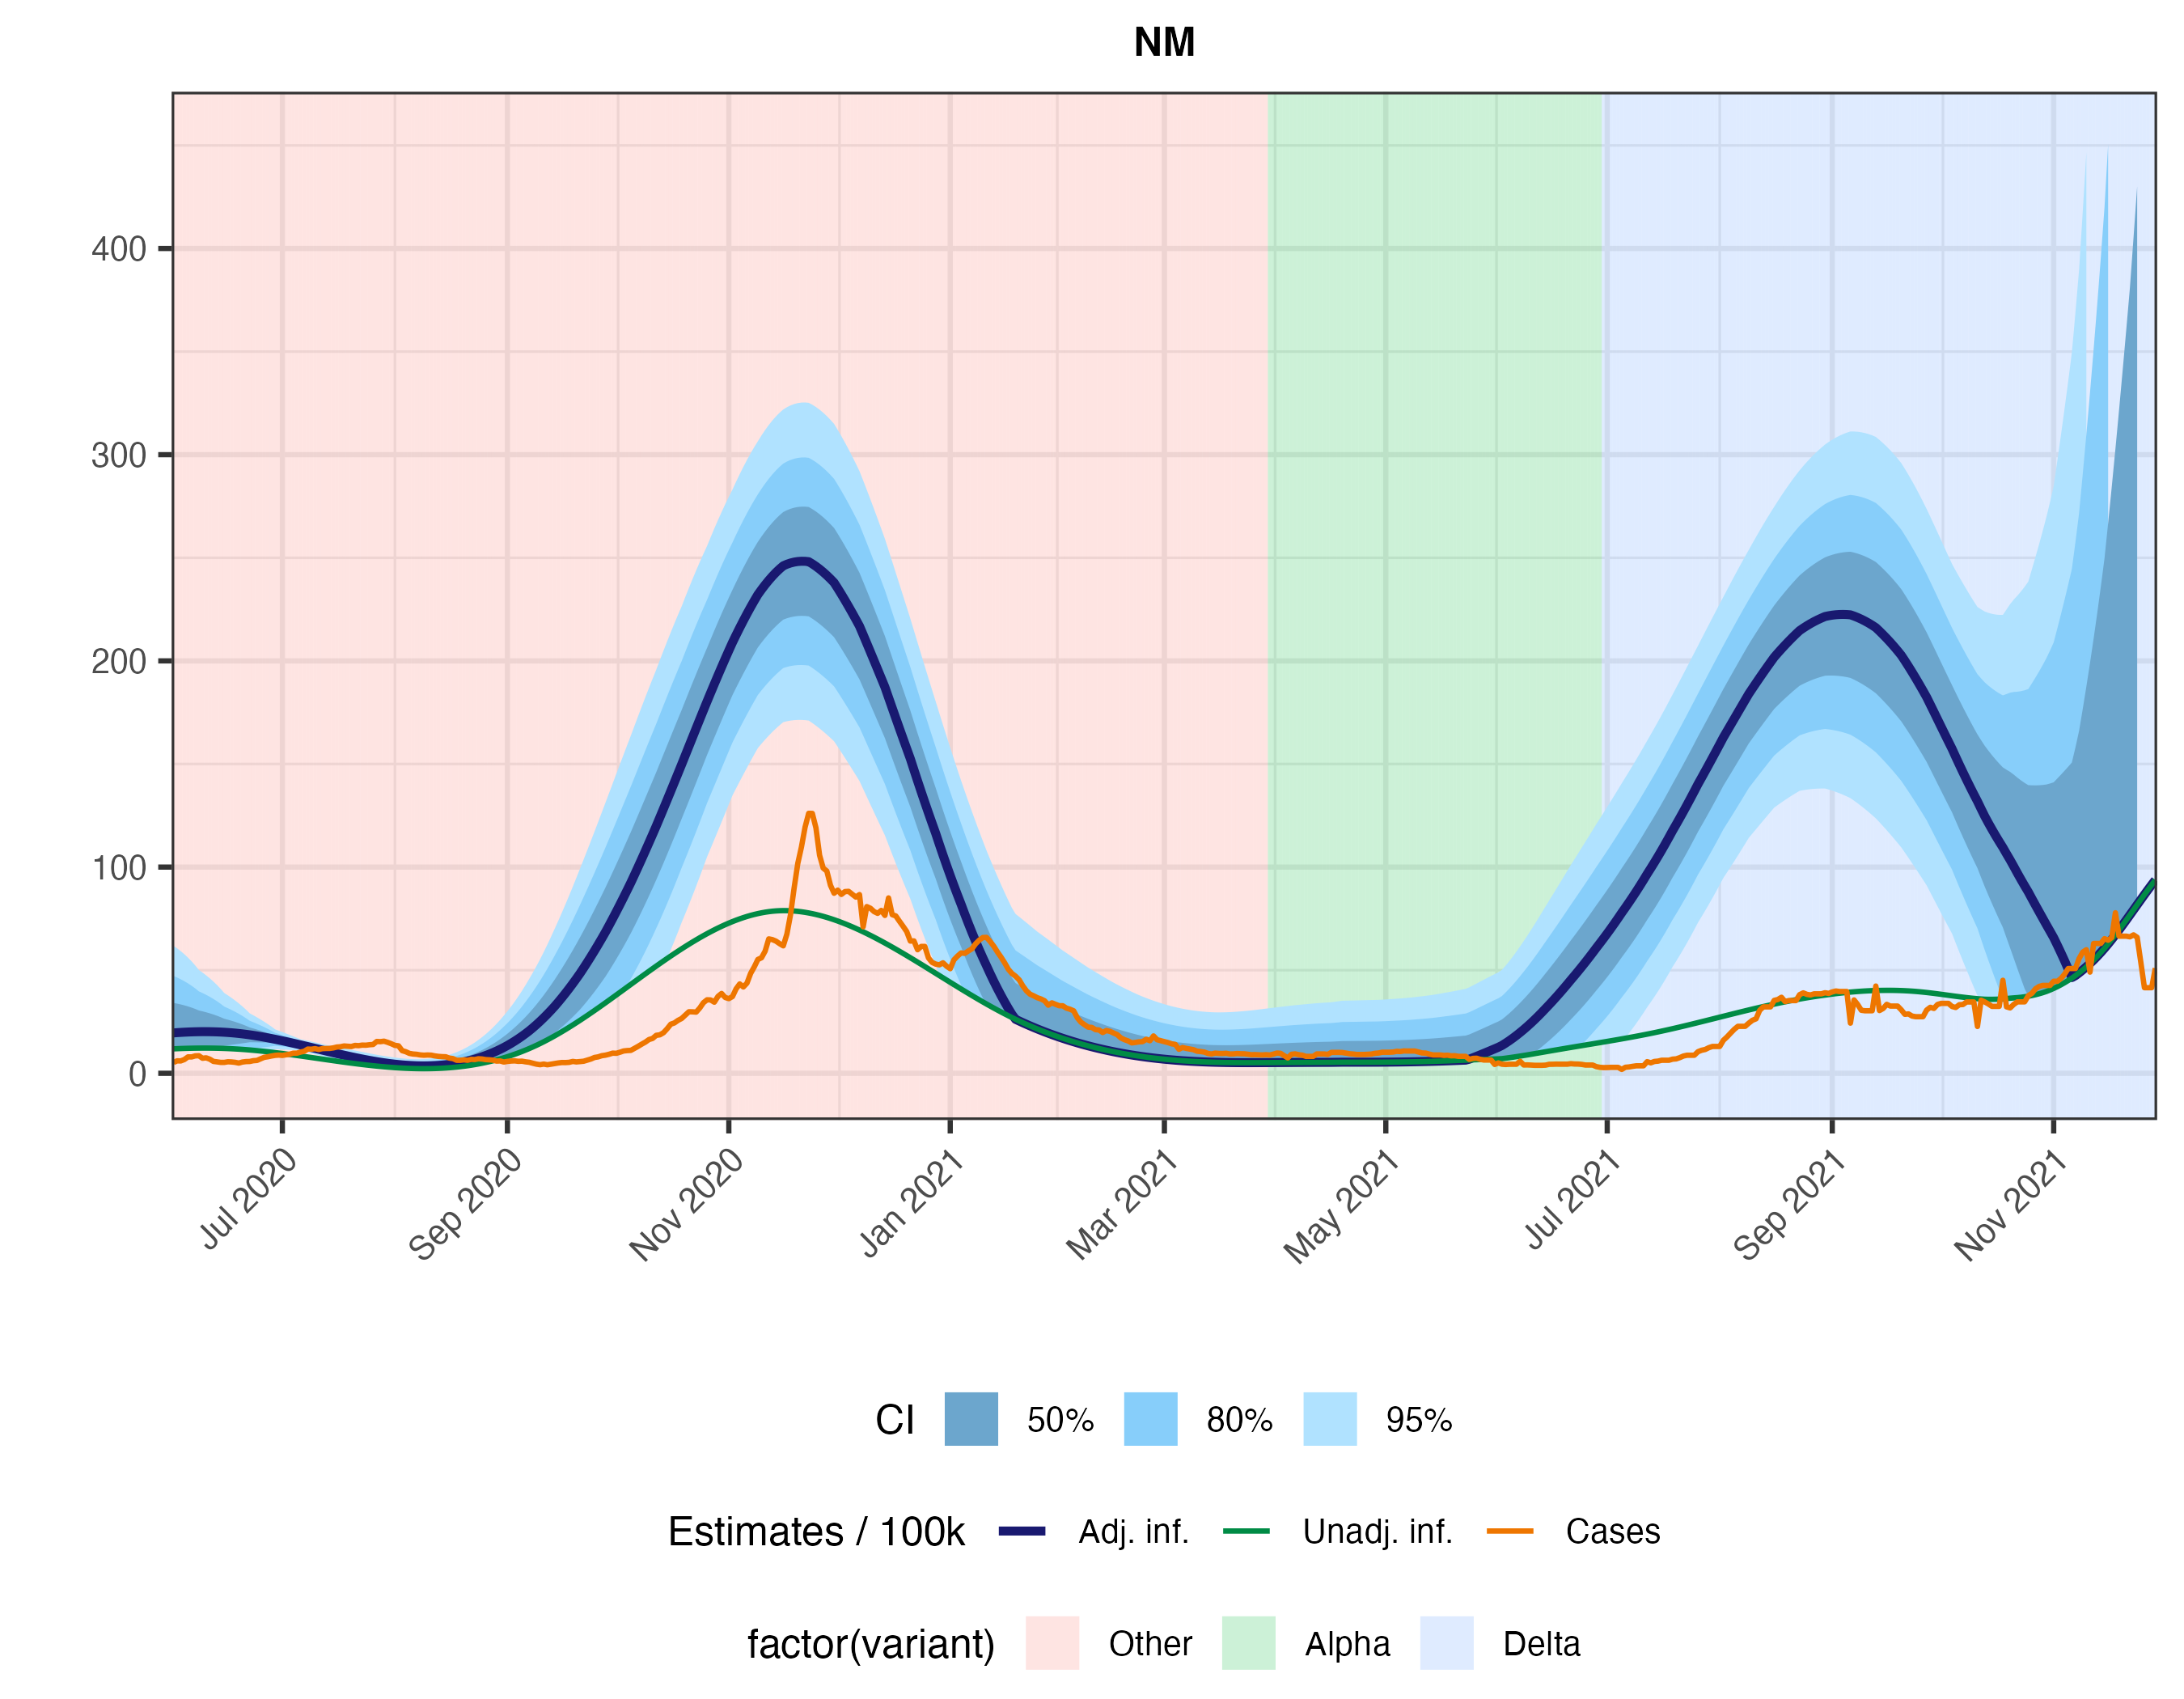 NM
400
300
200
100
0
Jul 2020
Sep 2020
Nov 2020
Jan 2021
Mar 2021
May 2021
Jul 2021
Sep 2021
Nov 2021
CI 50% 80% 95%
Estimates / 100k Adj. inf. Unadj. inf. Cases
factor(variant) Other Alpha Delta